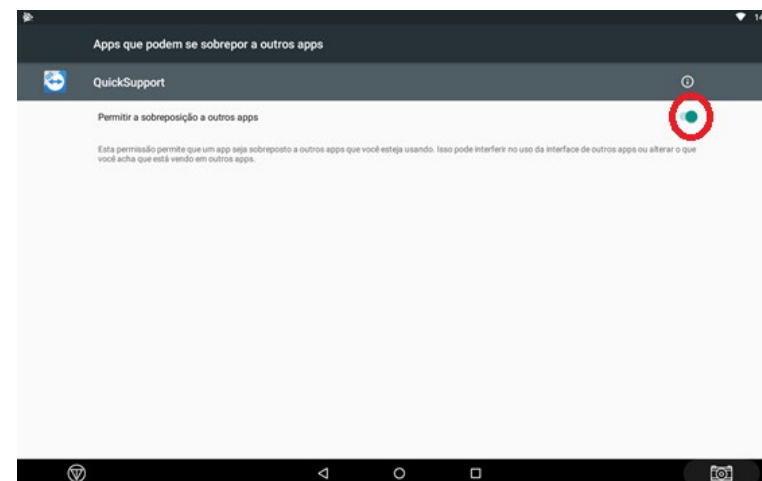 14
Apps que podem se sobrepor a outros apps
QuickSupport
Permitir a sobreposição a outros apps
Esta permissão permite que um app seja sobreposto a outros apps que você esteja usando. Isso pode interferir no uso da interface de outros apps ou alterar o que
você acha que está vendo em outros apps.